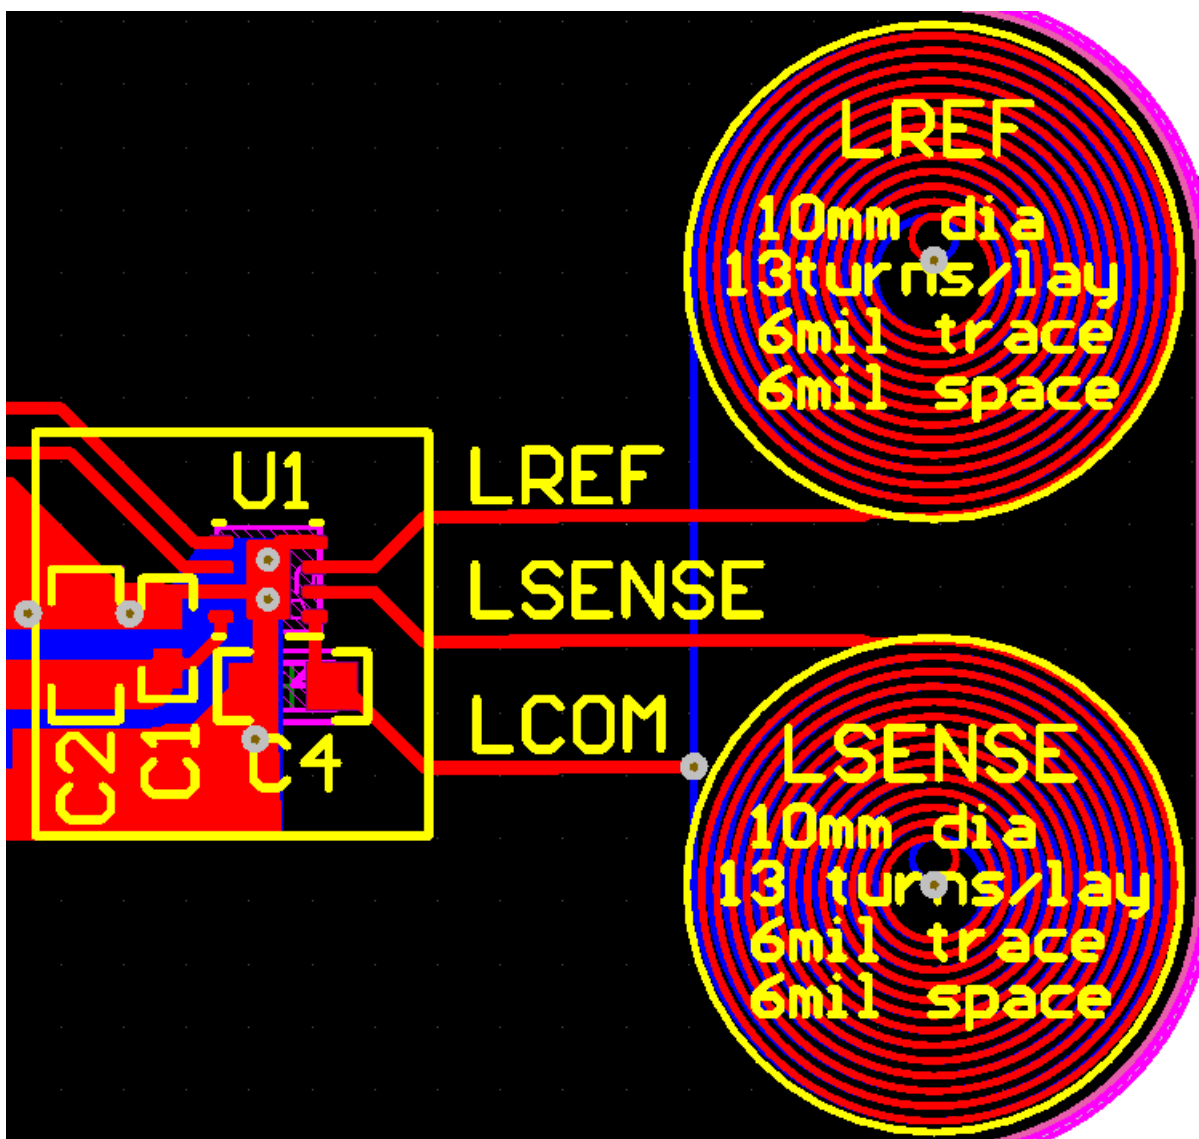 LREF
10mm dia
13turns/lay
6mil trace
6mil space
U1
LREF
LSENSE
LCOM
C2
C1
C4
LSENSE
10mm dia
13 turns/lay
6mil trace
6mil space